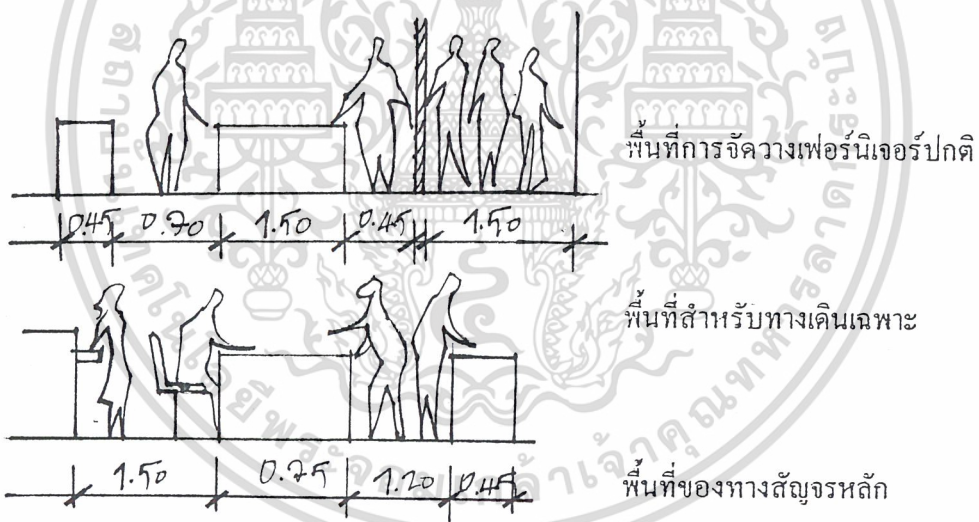 พื้นที่การจัดวางเฟอร์นิเจอร์ปกติ
0.45 0.70 1.50 0.45 1.50
พื้นที่สำหรับทางเดินเฉพาะ
1.50 0.75 1.20 0.45
พื้นที่ของทางสัญจรหลัก